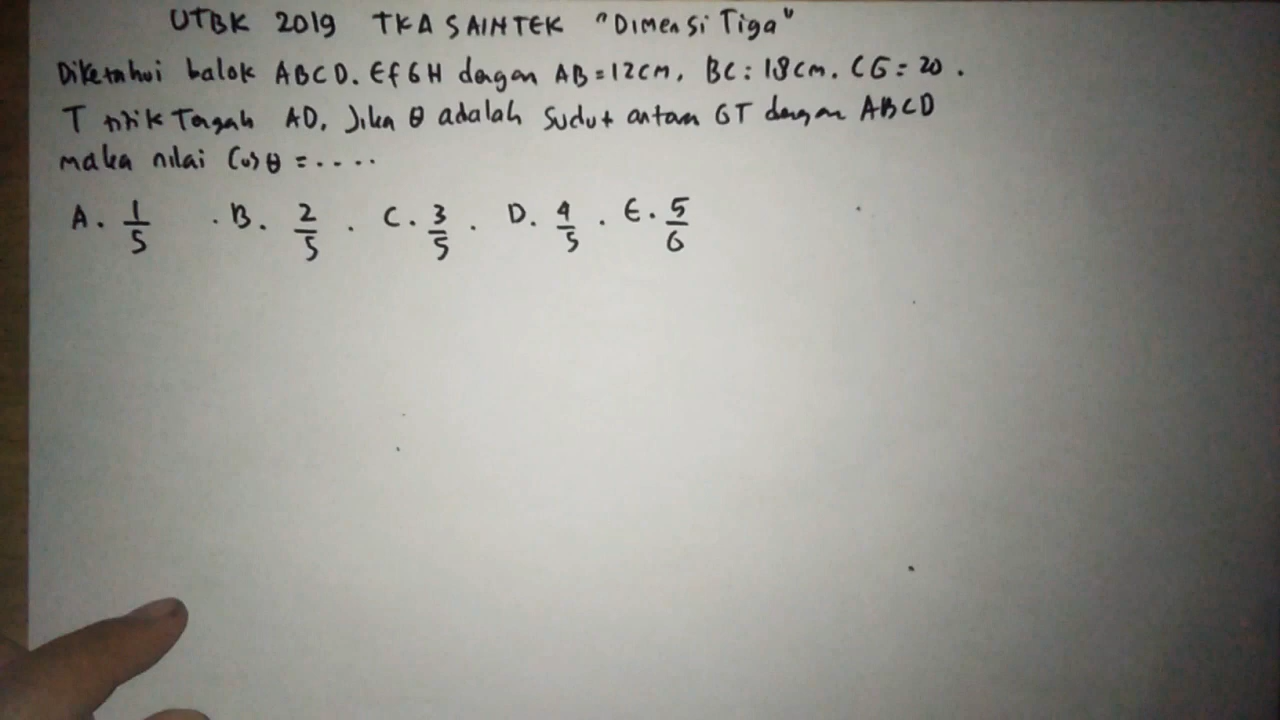 UTBK 2019 TKA SAINTEK "Dimensi Tiga"
Diketahui balok ABCD.EFGH dengan AB = 12 cm. BC : 18 cm. CG = 20.
T titik Tengah AD. Jika θ adalah Sudut antara GT dengan ABCD
maka nilai Cos θ = ....
A. 1/5 . B. 2/5 . C. 3/5 . D. 4/5 . E. 5/6